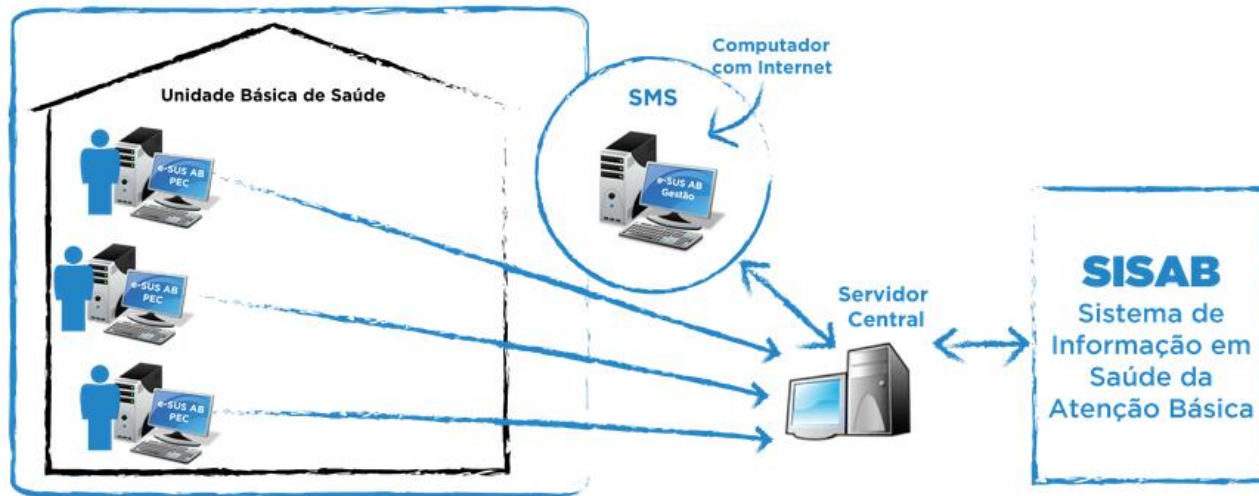 Unidade Básica de Saúde
e-SUS AB
PEC
e-SUS AB
PEC
e-SUS AB
PEC
SMS
e-SUS AB
Gestão
Computador
com Internet
Servidor
Central
SISAB
Sistema de
Informação em
Saúde da
Atenção Básica